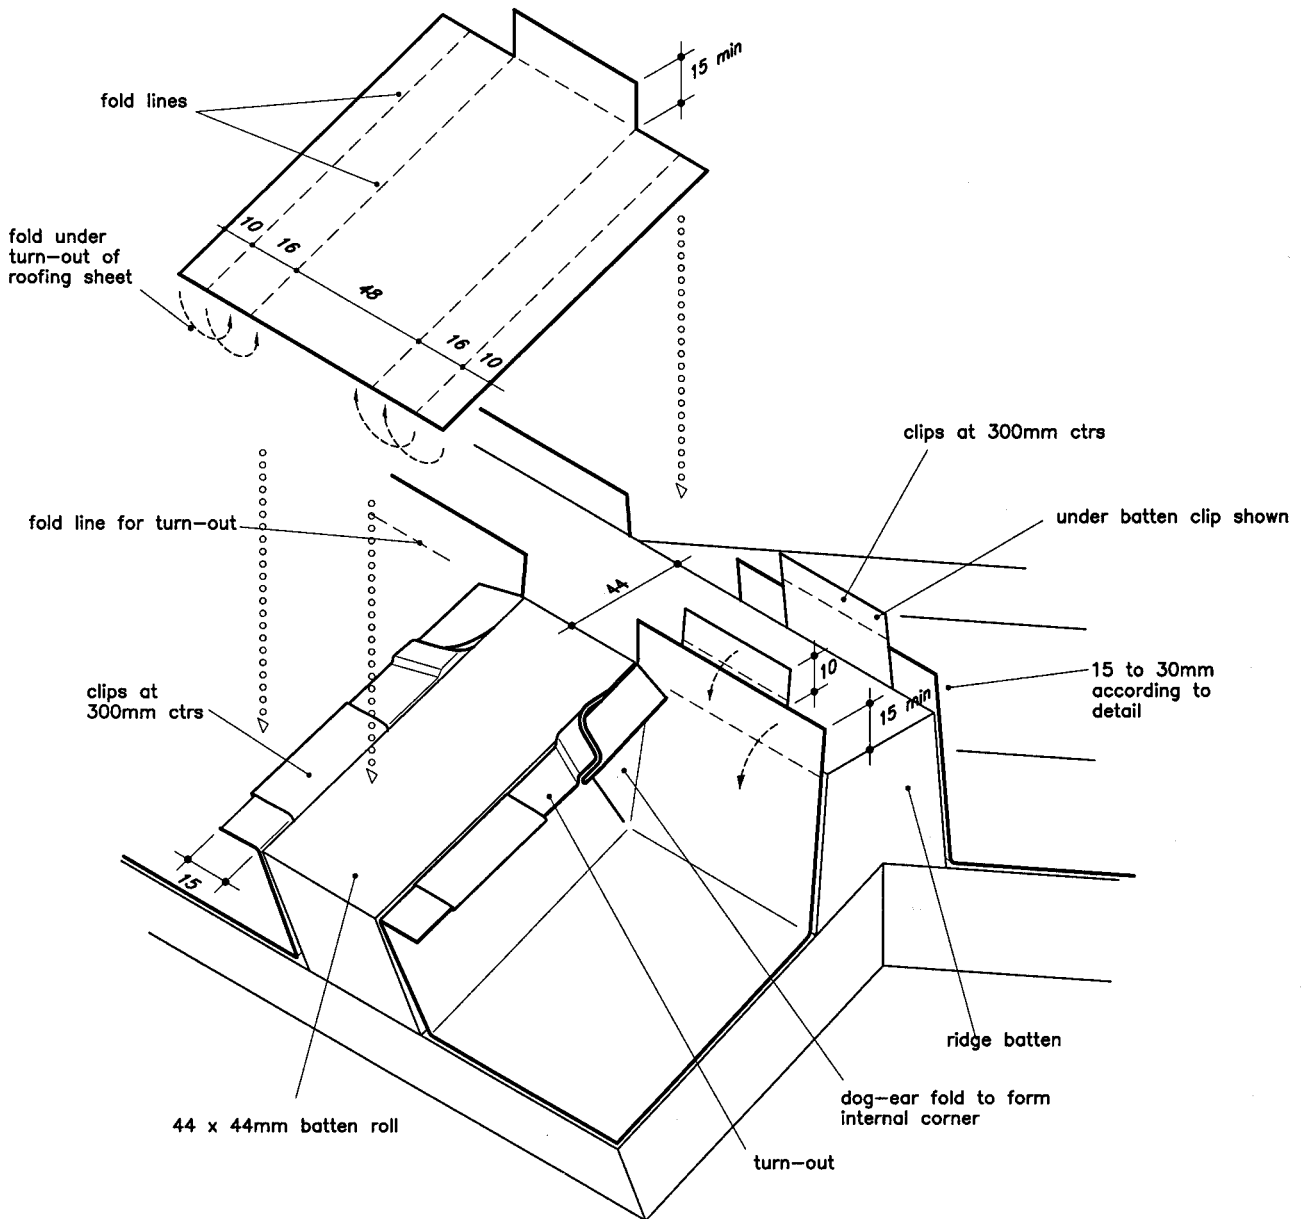 15 min
fold lines
10
16
48
16
10
fold under
turn-out of
roofing sheet
clips at 300mm ctrs
under batten clip shown
fold line for turn-out
44
10
15 min
15 to 30mm
according to
detail
clips at
300mm ctrs
15
ridge batten
dog-ear fold to form
internal corner
44 x 44mm batten roll
turn-out